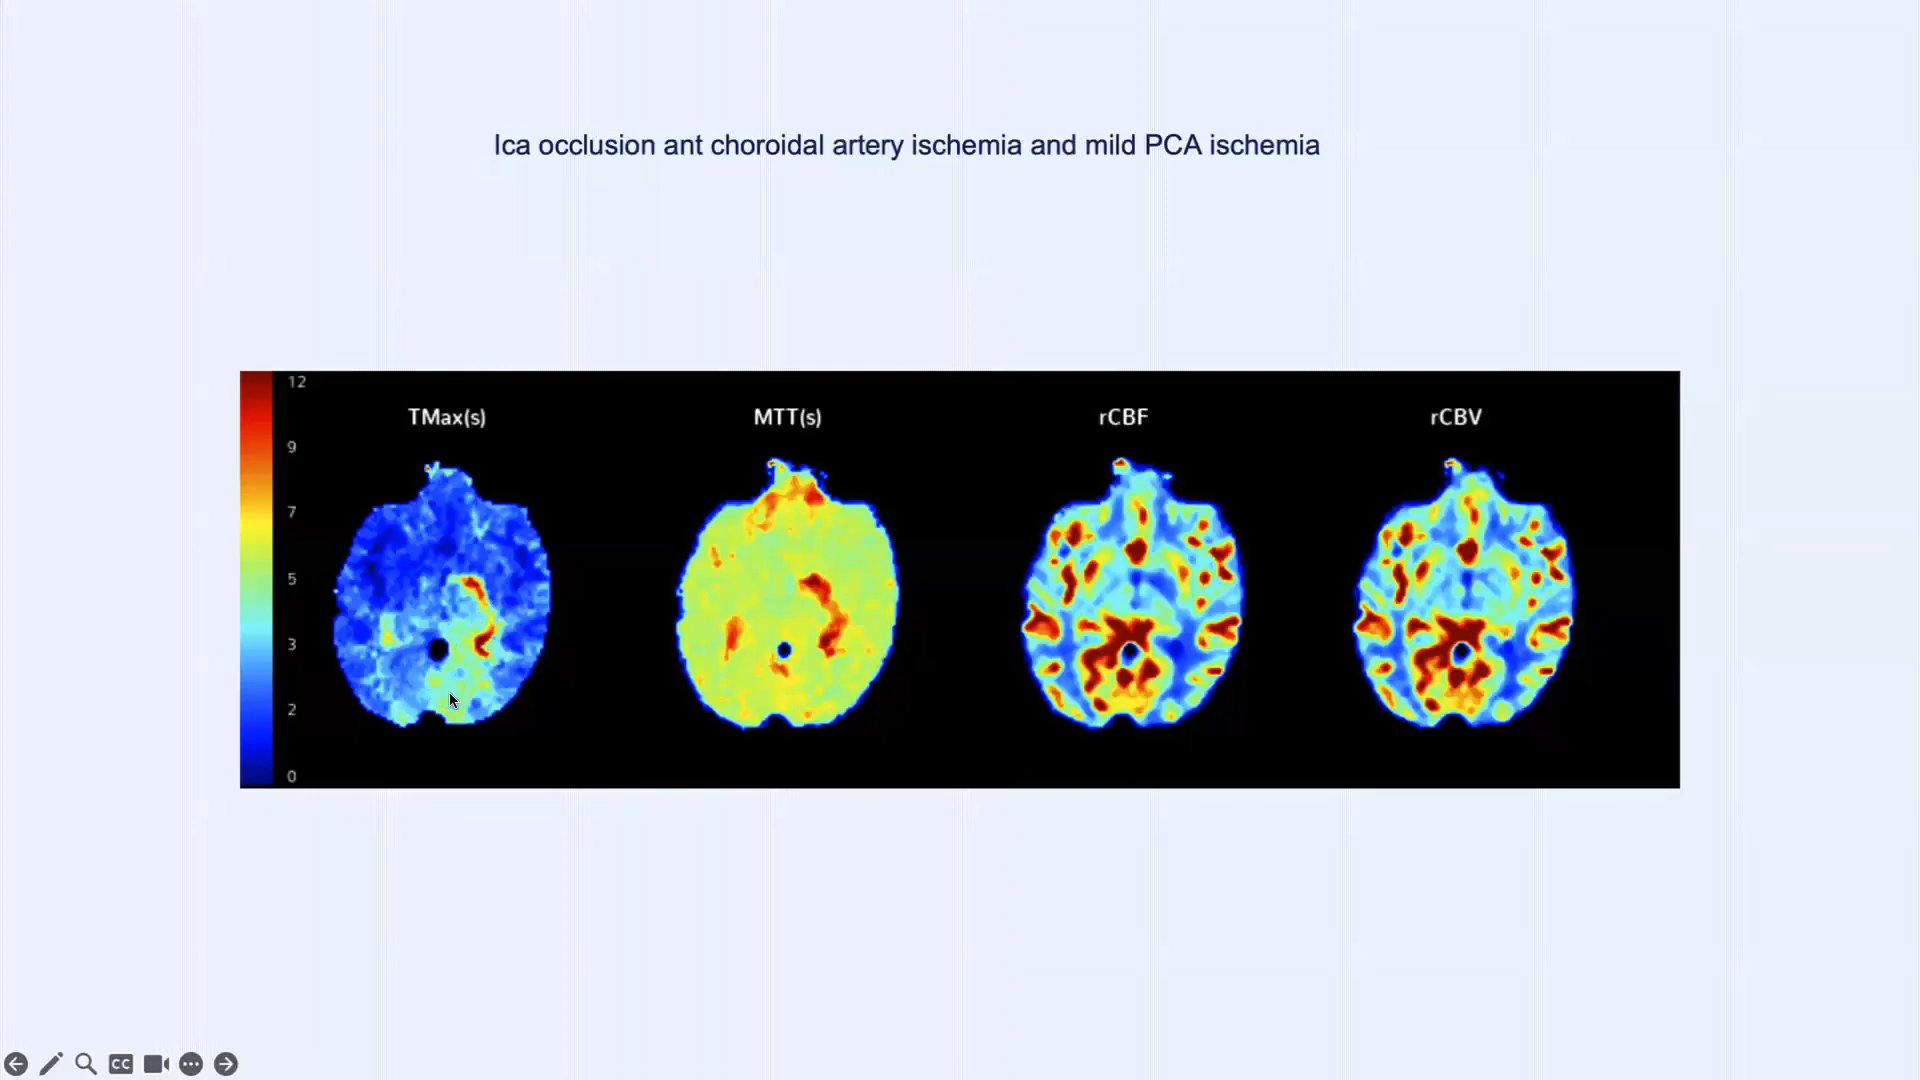 Ica occlusion ant choroidal artery ischemia and mild PCA ischemia
12
TMax(s) MTT(s) rCBF rCBV
9
7
5
3
2
0
CC